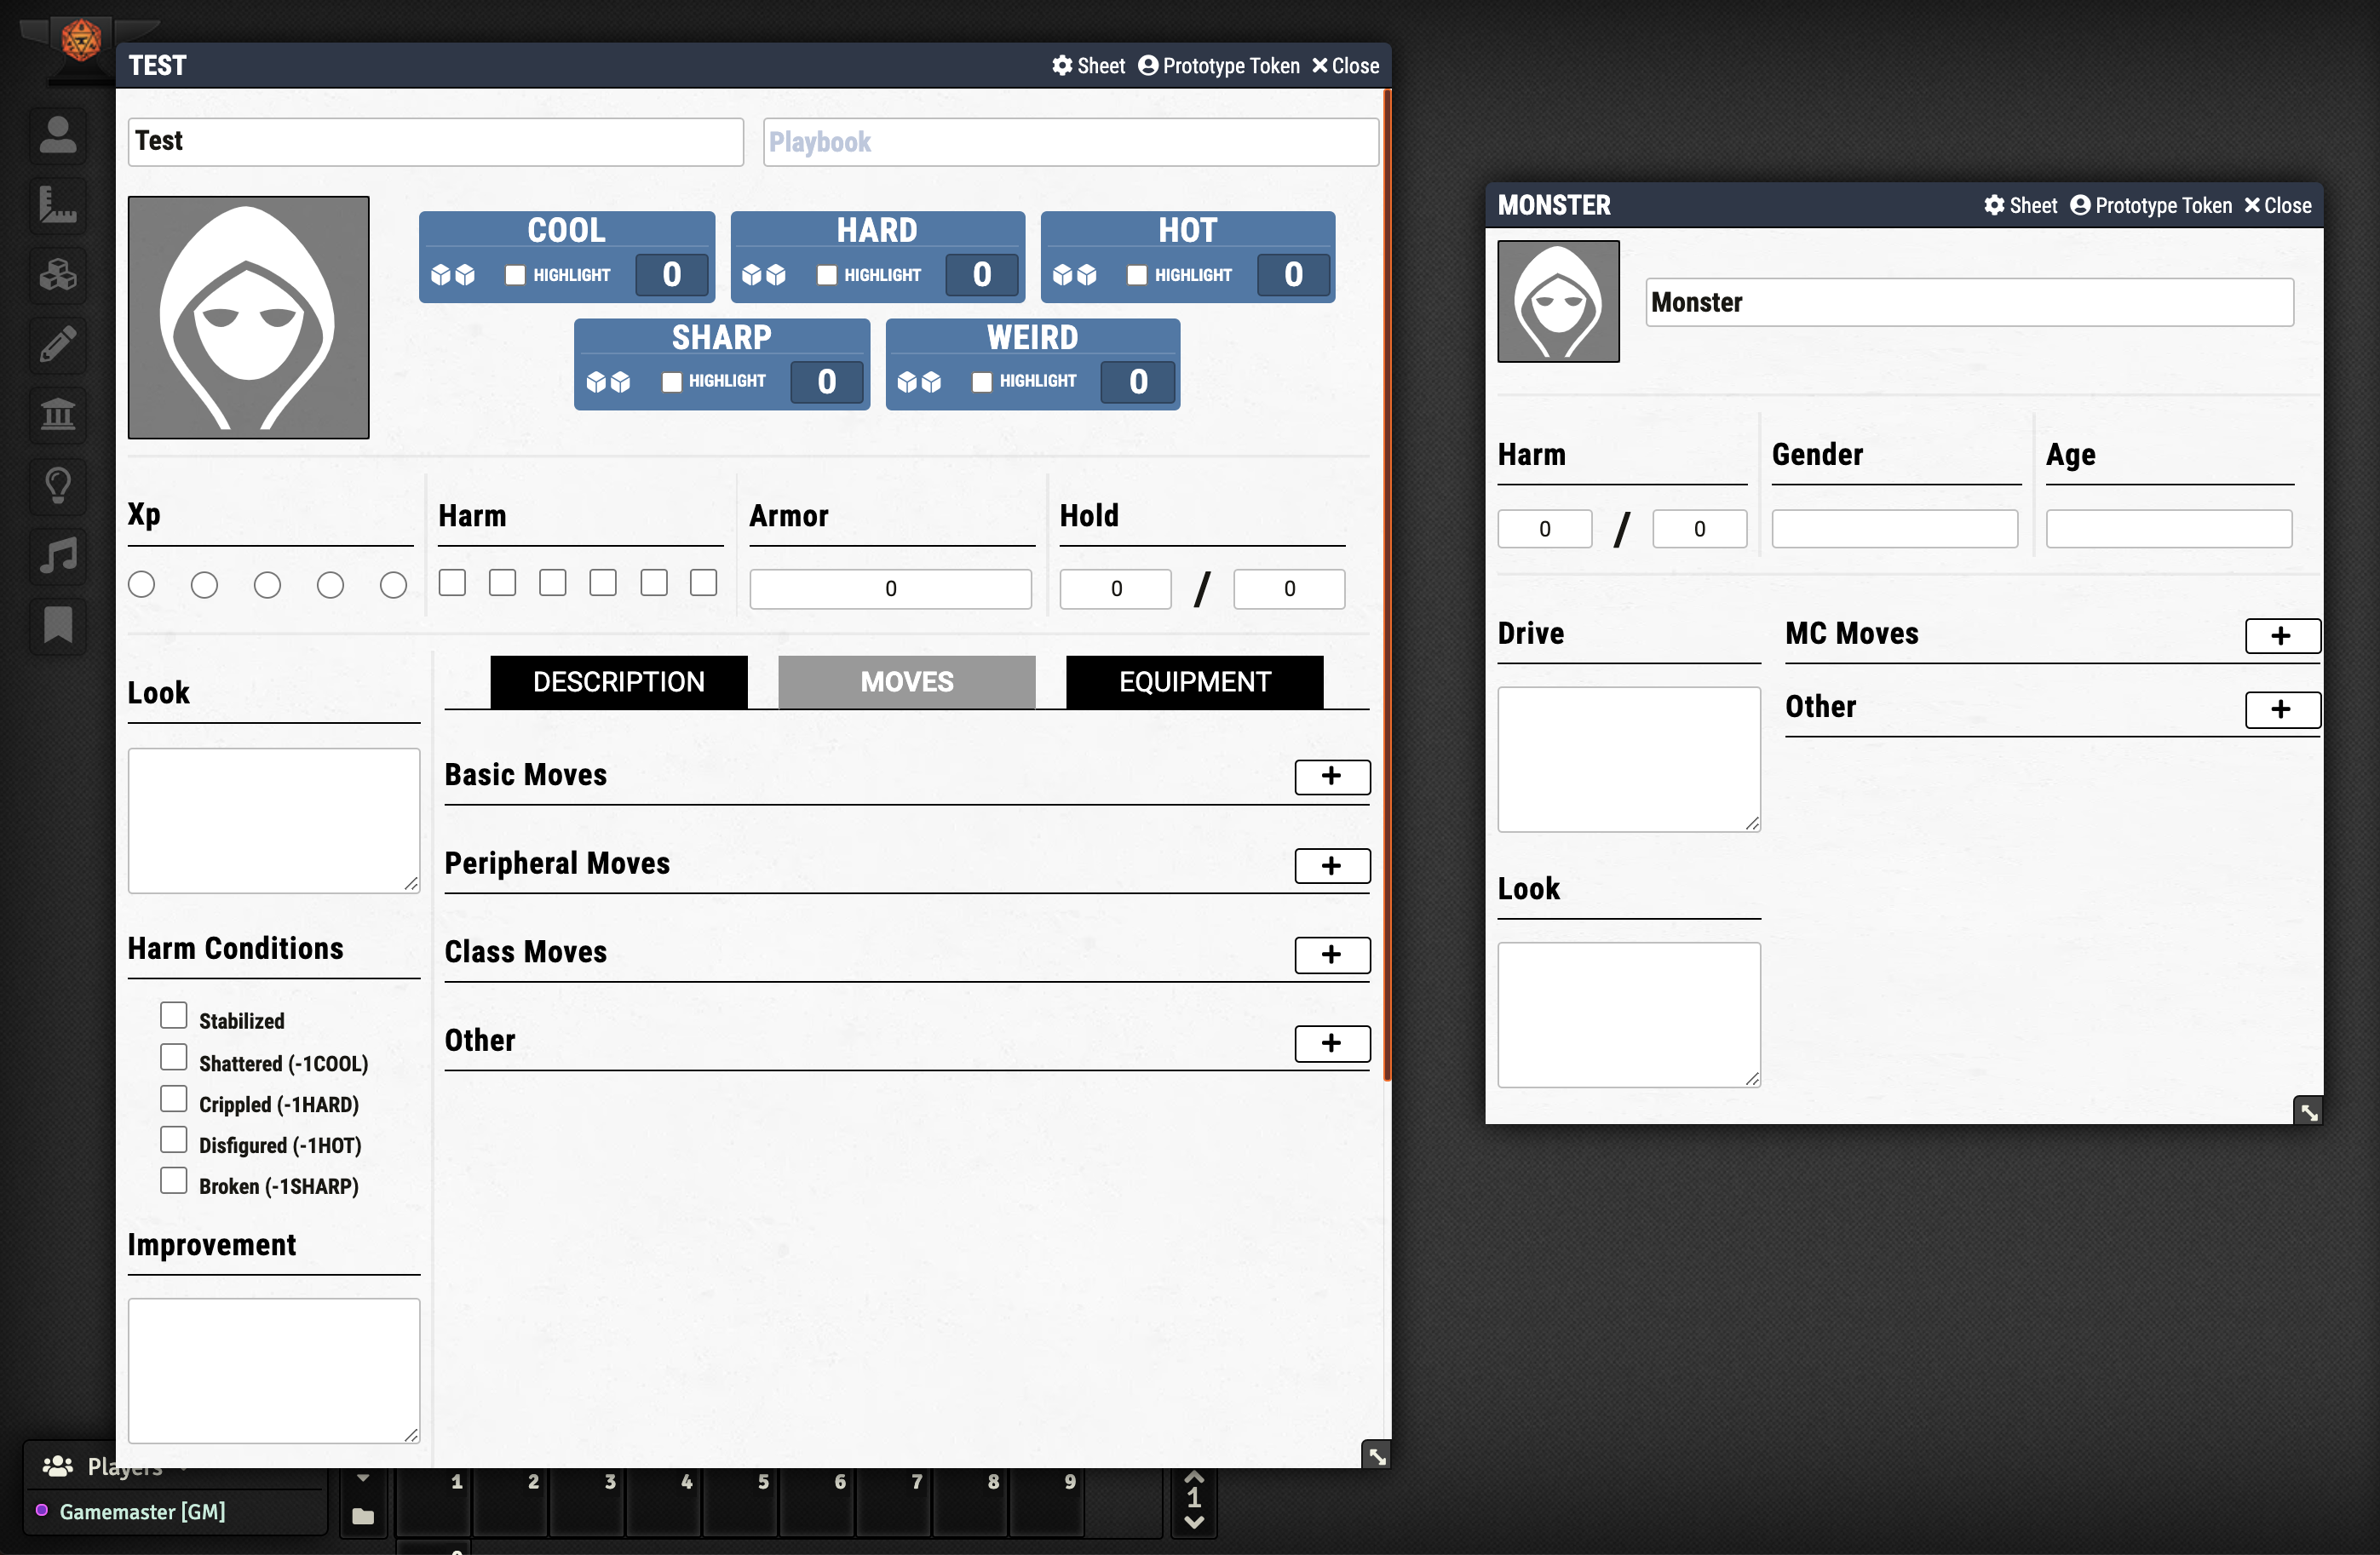 TEST
Sheet Prototype Token Close
Test
Playbook
COOL
HIGHLIGHT 0
HARD
HIGHLIGHT 0
HOT
HIGHLIGHT 0
SHARP
HIGHLIGHT 0
WEIRD
HIGHLIGHT 0
Xp
Harm
Armor
0
Hold
0 / 0
Look
Harm Conditions
Stabilized
Shattered (-1COOL)
Crippled (-1HARD)
Disfigured (-1HOT)
Broken (-1SHARP)
Improvement
DESCRIPTION
MOVES
EQUIPMENT
Basic Moves
+
Peripheral Moves
+
Class Moves
+
Other
+
MONSTER
Sheet Prototype Token Close
Monster
Harm
0 / 0
Gender
Age
Drive
Look
MC Moves
+
Other
+
Players
Gamemaster [GM]
1 2 3 4 5 6 7 8 9
1